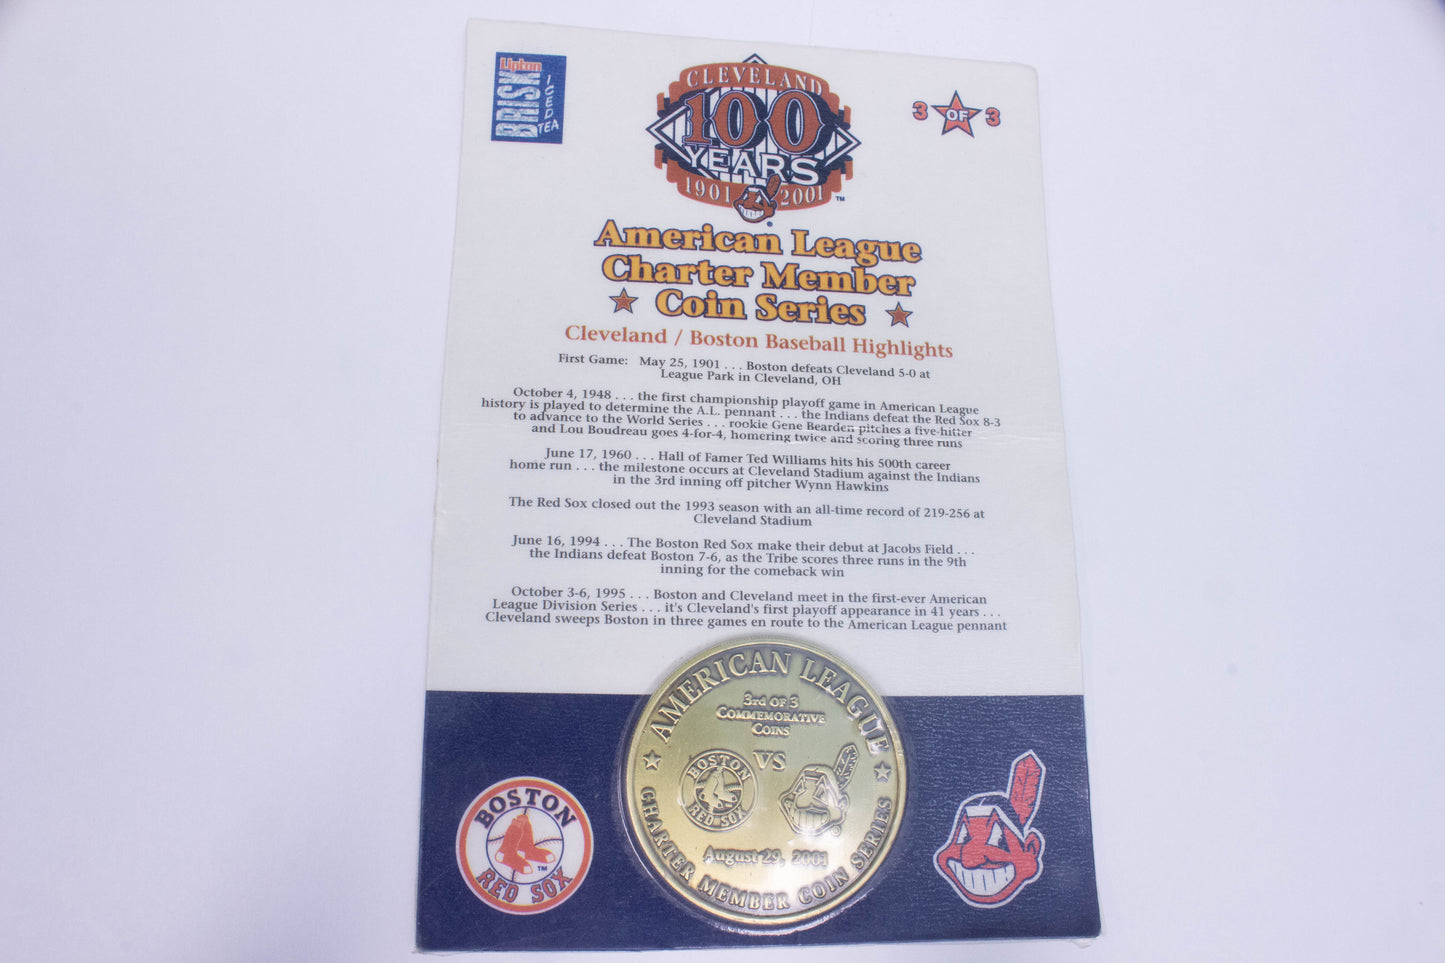 Lipton
BRISK
ICED
TEA
CLEVELAND
100
YEARS
1901 2001
TM
®
3 OF 3
American League
Charter Member
Coin Series
Cleveland / Boston Baseball Highlights
First Game: May 25, 1901 . . . Boston defeats Cleveland 5-0 at
League Park in Cleveland, OH
October 4, 1948 . . . the first championship playoff game in American League
history is played to determine the A.L. pennant . . . the Indians defeat the Red Sox 8-3
to advance to the World Series . . . rookie Gene Bearden pitches a five-hitter
and Lou Boudreau goes 4-for-4, homering twice and scoring three runs
June 17, 1960 . . . Hall of Famer Ted Williams hits his 500th career
home run . . . the milestone occurs at Cleveland Stadium against the Indians
in the 3rd inning off pitcher Wynn Hawkins
The Red Sox closed out the 1993 season with an all-time record of 219-256 at
Cleveland Stadium
June 16, 1994 . . . The Boston Red Sox make their debut at Jacobs Field . . .
the Indians defeat Boston 7-6, as the Tribe scores three runs in the 9th
inning for the comeback win
October 3-6, 1995 . . . Boston and Cleveland meet in the first-ever American
League Division Series . . . it's Cleveland's first playoff appearance in 41 years . . .
Cleveland sweeps Boston in three games en route to the American League pennant
AMERICAN LEAGUE
3rd OF 3
COMMEMORATIVE
COINS
BOSTON
RED SOX
VS
August 29, 2001
CHARTER MEMBER COIN SERIES
BOSTON
RED SOX
TM